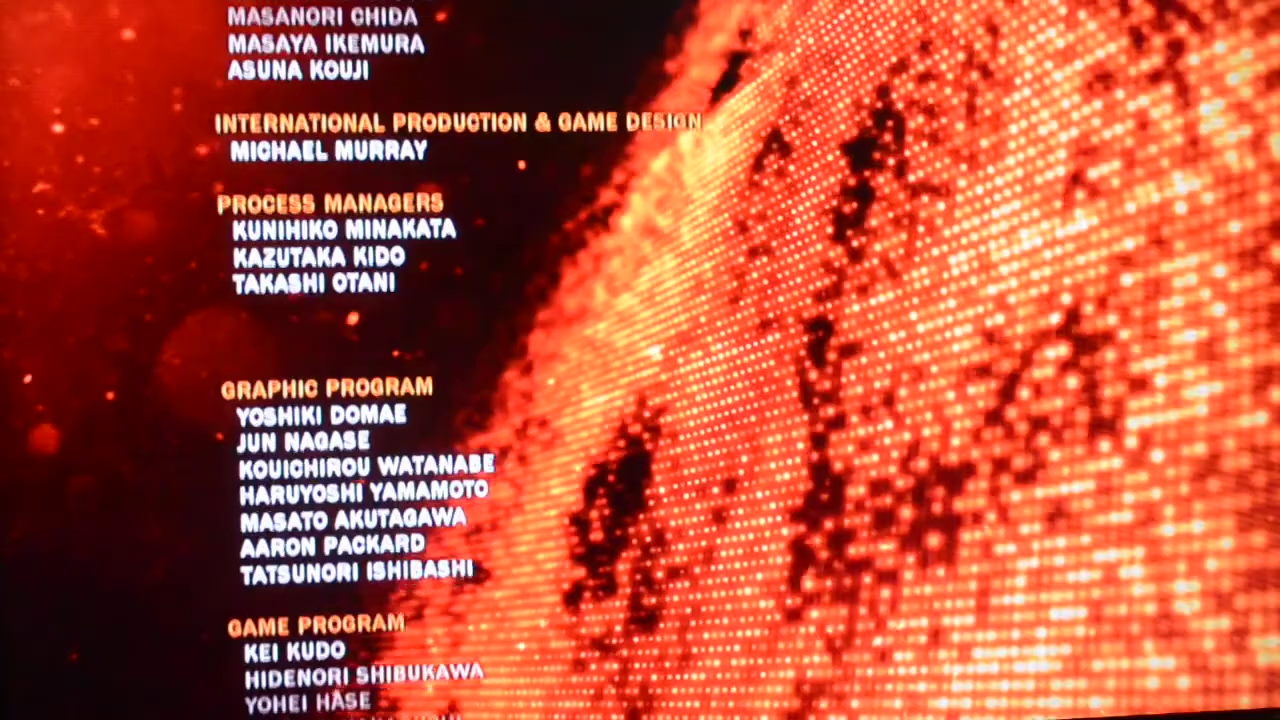 MASANORI CHIDA
MASAYA IKEMURA
ASUNA KOUJI
INTERNATIONAL PRODUCTION & GAME DESIGN
MICHAEL MURRAY
PROCESS MANAGERS
KUNIHIKO MINAKATA
KAZUTAKA KIDO
TAKASHI OTANI
GRAPHIC PROGRAM
YOSHIKI DOMAE
JUN NAGASE
KOUICHIROU WATANABE
HARUYOSHI YAMAMOTO
MASATO AKUTAGAWA
AARON PACKARD
TATSUNORI ISHIBASHI
GAME PROGRAM
KEI KUDO
HIDENORI SHIBUKAWA
YOHEI HASE